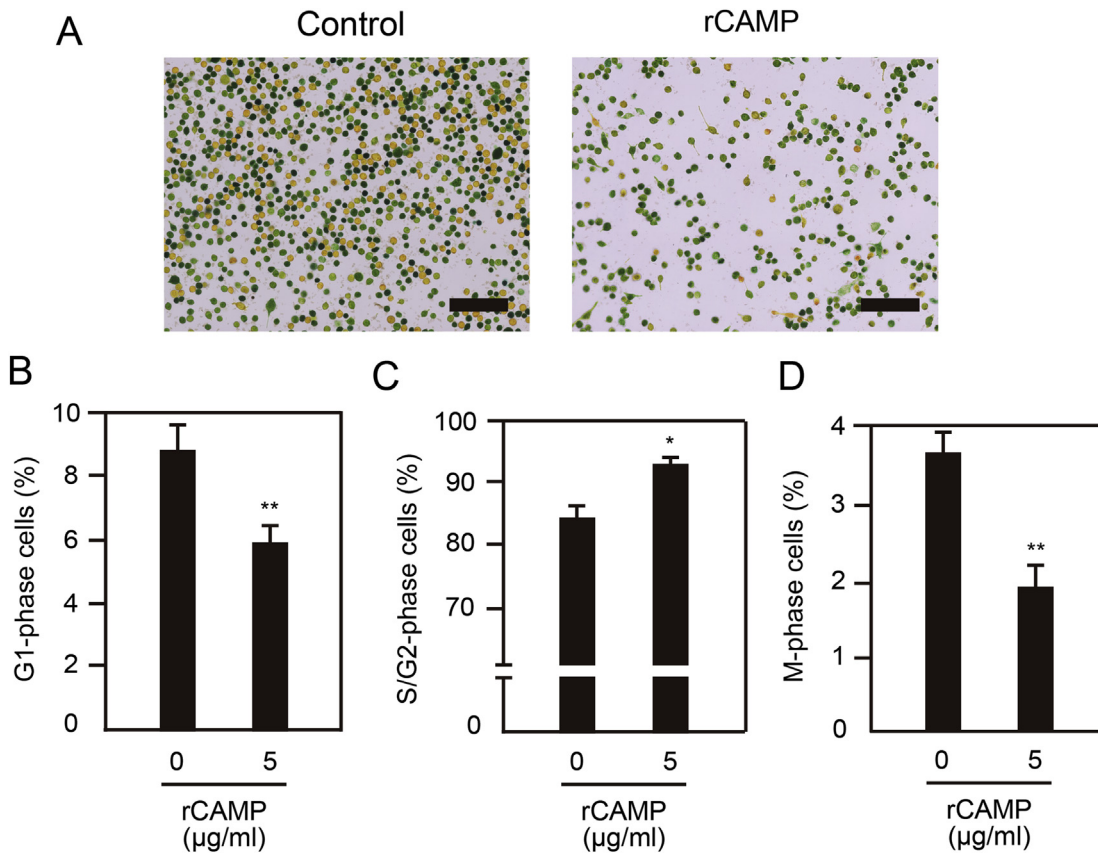 A
Control
rCAMP
B
G1-phase cells (%)
10
8
6
4
2
0
**
0
5
rCAMP
(µg/ml)
C
S/G2-phase cells (%)
100
90
80
70
0
*
0
5
rCAMP
(µg/ml)
D
M-phase cells (%)
4
3
2
1
0
**
0
5
rCAMP
(µg/ml)